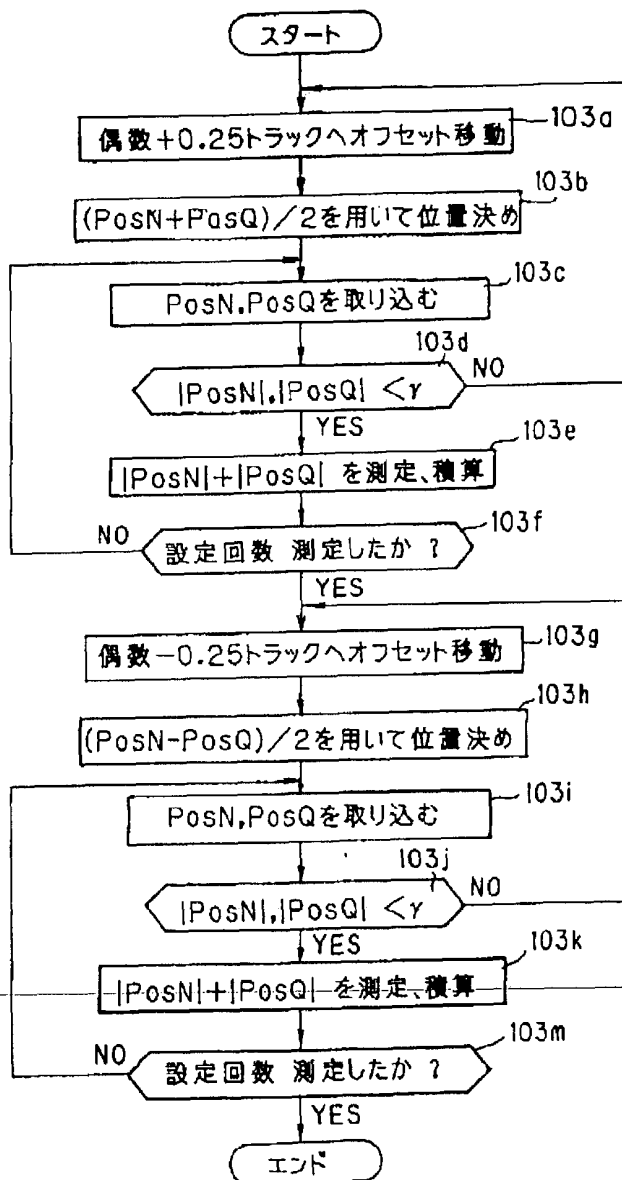 スタート
偶数+0.25トラックへオフセット移動
103a
103b
(PosN+PosQ)/2を用いて位置決め
103c
PosN,PosQを取り込む
103d
|PosN|,|PosQ|<γ
NO
YES
103e
|PosN|+|PosQ| を測定、積算
NO
103f
設定回数 測定したか ?
YES
偶数-0.25トラックへオフセット移動
103g
103h
(PosN-PosQ)/2を用いて位置決め
103i
PosN,PosQを取り込む
103j
|PosN|,|PosQ|<γ
NO
YES
103k
|PosN|+|PosQ| を測定、積算
NO
103m
設定回数 測定したか ?
YES
エンド